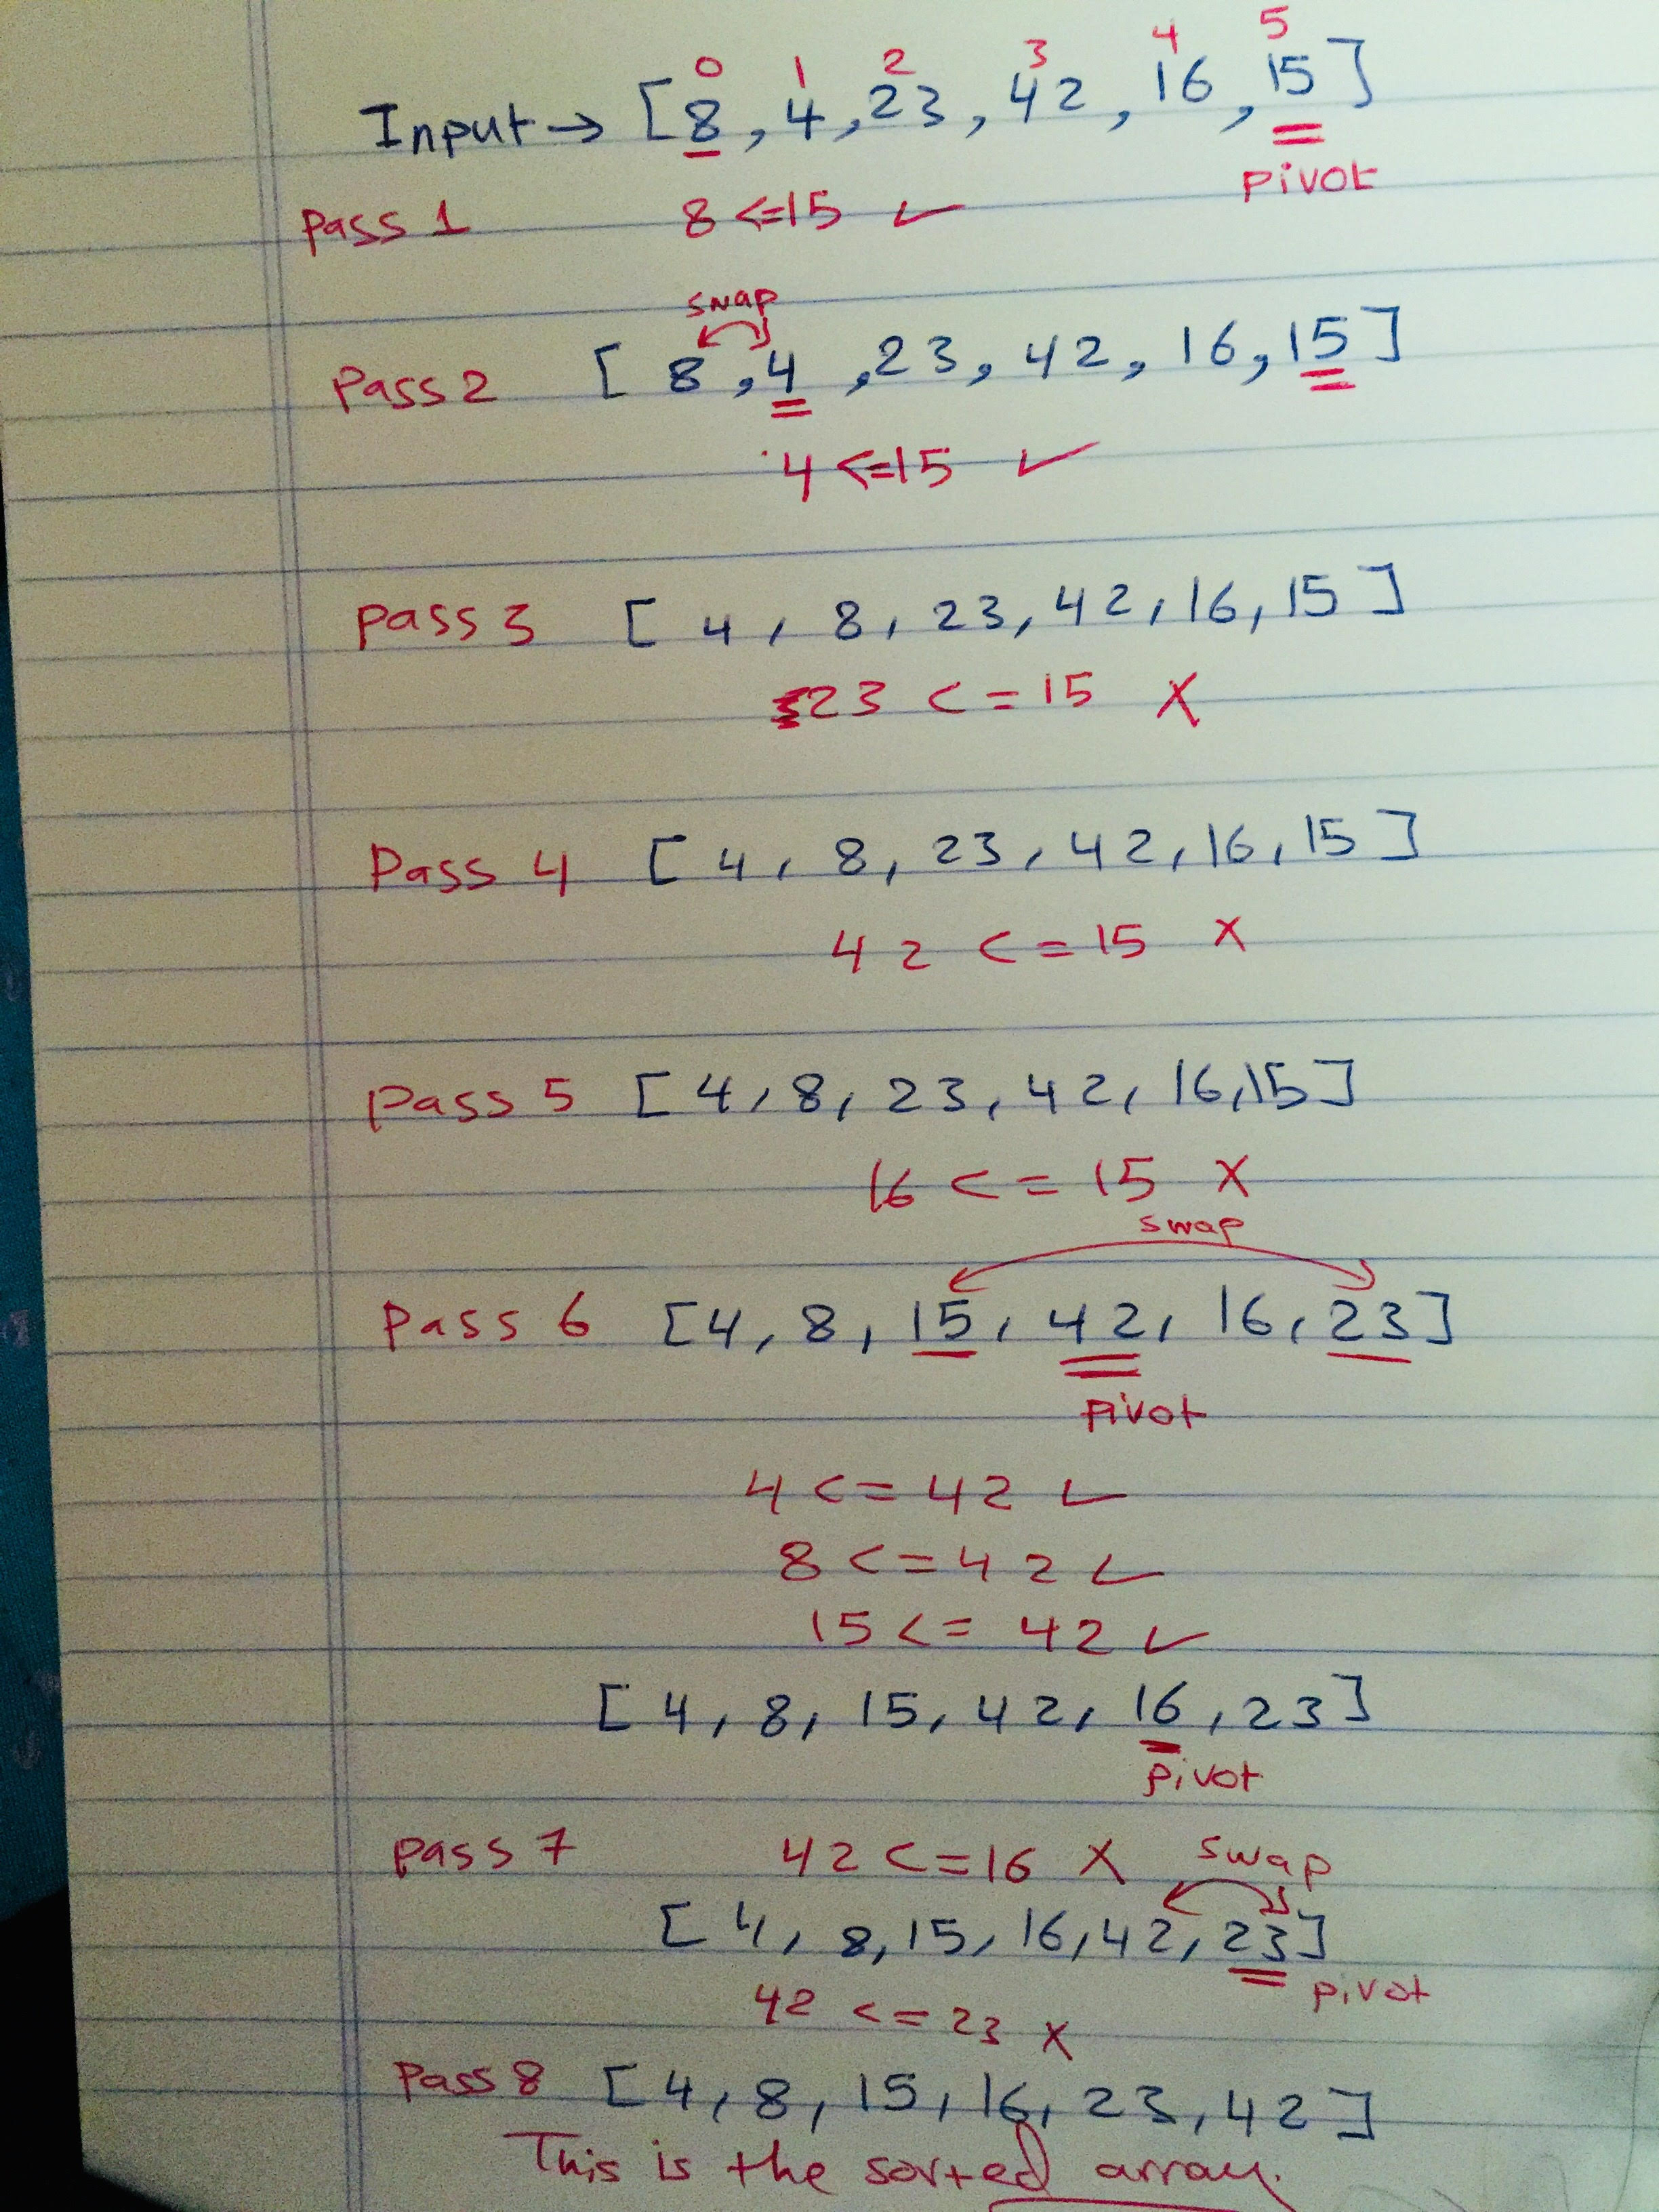 0 1 2 3 4 5
Input → [8, 4, 23, 42, 16, 15]
pivot
Pass 1 8 <=15 ✓
swap
Pass 2 [ 8, 4, 23, 42, 16, 15 ]
4 <=15 ✓
Pass 3 [ 4, 8, 23, 42, 16, 15 ]
23 <= 15 X
Pass 4 [ 4, 8, 23, 42, 16, 15 ]
42 <= 15 X
Pass 5 [ 4, 8, 23, 42, 16, 15 ]
16 <= 15 X
swap
Pass 6 [4, 8, 15, 42, 16, 23]
pivot
4 <= 42 ✓
8 <= 42 ✓
15 <= 42 ✓
[ 4, 8, 15, 42, 16, 23 ]
pivot
Pass 7 42 <= 16 X swap
[ 4, 8, 15, 16, 42, 23]
pivot
42 <= 23 X
Pass 8 [ 4, 8, 15, 16, 23, 42 ]
This is the sorted array.